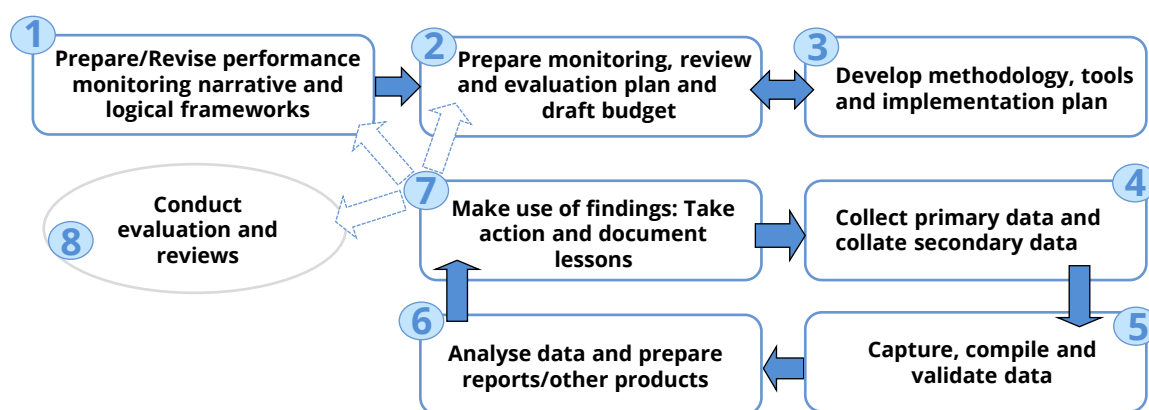 1
Prepare/Revise performance
monitoring narrative and
logical frameworks
2
Prepare monitoring, review
and evaluation plan and
draft budget
3
Develop methodology, tools
and implementation plan
4
Collect primary data and
collate secondary data
5
Capture, compile and
validate data
6
Analyse data and prepare
reports/other products
7
Make use of findings: Take
action and document
lessons
8
Conduct
evaluation and
reviews